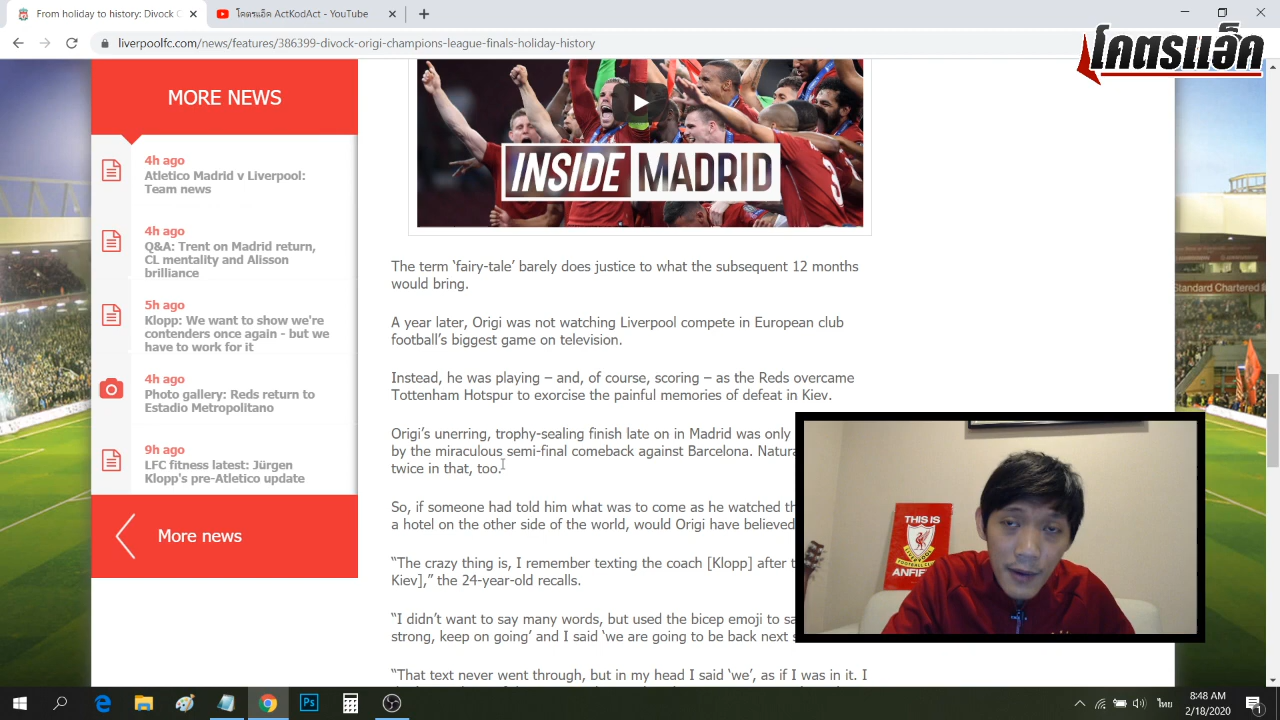 From holiday to history: Divock C
โคตรแอ็ค ActKodAct - YouTube
liverpoolfc.com/news/features/386399-divock-origi-champions-league-finals-holiday-history
โคตรแอ็ค
MORE NEWS
4h ago
Atletico Madrid v Liverpool:
Team news
4h ago
Q&A: Trent on Madrid return,
CL mentality and Alisson
brilliance
5h ago
Klopp: We want to show we're
contenders once again - but we
have to work for it
4h ago
Photo gallery: Reds return to
Estadio Metropolitano
9h ago
LFC fitness latest: Jürgen
Klopp's pre-Atletico update
More news
INSIDE MADRID
The term ‘fairy-tale’ barely does justice to what the subsequent 12 months
would bring.
A year later, Origi was not watching Liverpool compete in European club
football’s biggest game on television.
Instead, he was playing – and, of course, scoring – as the Reds overcame
Tottenham Hotspur to exorcise the painful memories of defeat in Kiev.
Origi’s unerring, trophy-sealing finish late on in Madrid was only
by the miraculous semi-final comeback against Barcelona.
twice in that, too.
So, if someone had told him what was to come as he watched
a hotel on the other side of the world, would Origi have believed
“The crazy thing is, I remember texting the coach [Klopp] after
Kiev],” the 24-year-old recalls.
“I didn’t want to say many words, but used the bicep emoji to
strong, keep on going’ and I said ‘we are going to be back next
“That text never went through, but in my head I said ‘we’, as if I was in it. I
Standard Chartered
THIS IS
ANFIE
Ps
ไทย
8:48 AM
2/18/2020